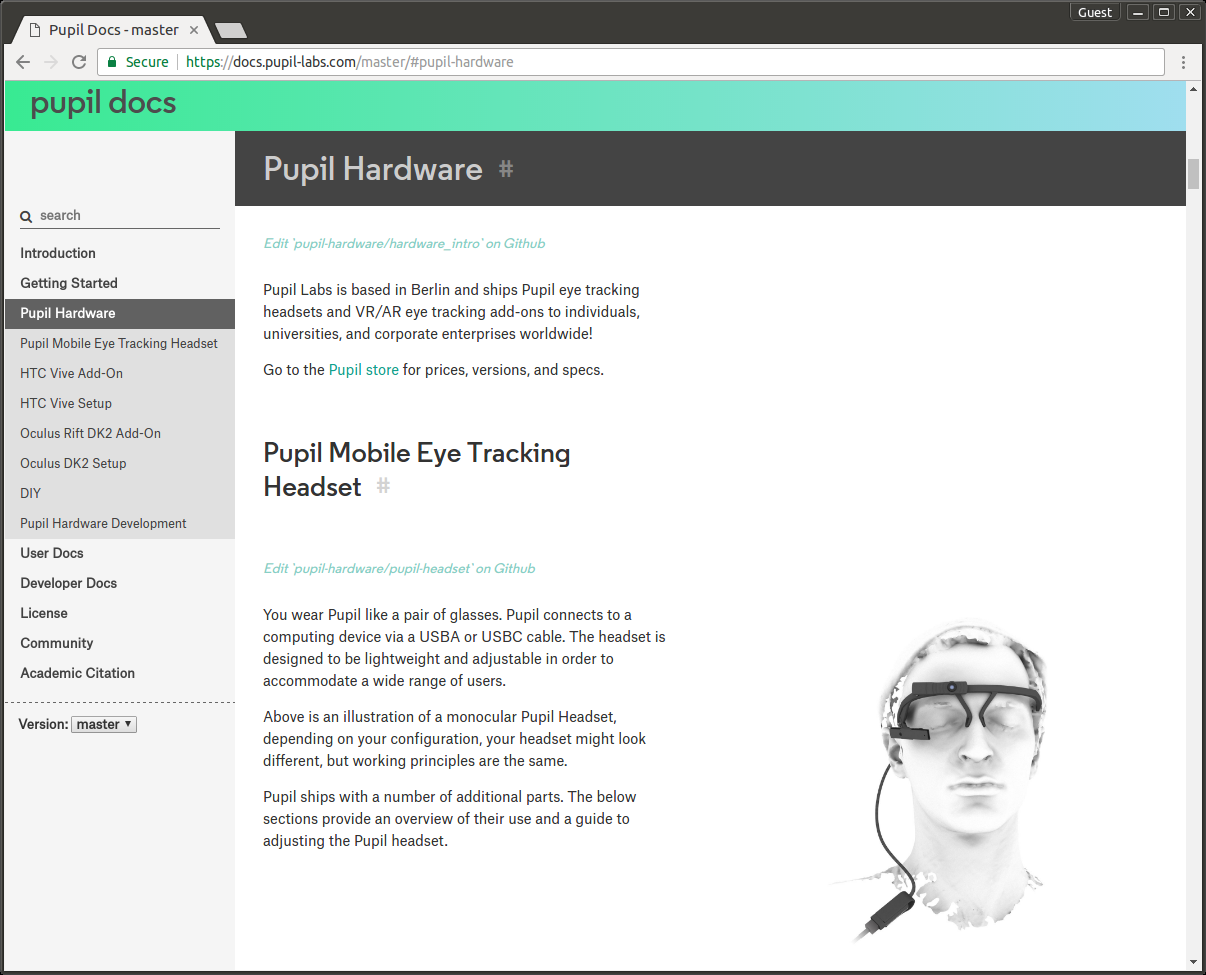 Guest
Pupil Docs - master
Secure https://docs.pupil-labs.com/master/#pupil-hardware
pupil docs
search
Introduction
Getting Started
Pupil Hardware
Pupil Mobile Eye Tracking Headset
HTC Vive Add-On
HTC Vive Setup
Oculus Rift DK2 Add-On
Oculus DK2 Setup
DIY
Pupil Hardware Development
User Docs
Developer Docs
License
Community
Academic Citation
Version: master
Pupil Hardware #
Edit `pupil-hardware/hardware_intro` on Github
Pupil Labs is based in Berlin and ships Pupil eye tracking
headsets and VR/AR eye tracking add-ons to individuals,
universities, and corporate enterprises worldwide!
Go to the Pupil store for prices, versions, and specs.
Pupil Mobile Eye Tracking
Headset #
Edit `pupil-hardware/pupil-headset` on Github
You wear Pupil like a pair of glasses. Pupil connects to a
computing device via a USBA or USBC cable. The headset is
designed to be lightweight and adjustable in order to
accommodate a wide range of users.
Above is an illustration of a monocular Pupil Headset,
depending on your configuration, your headset might look
different, but working principles are the same.
Pupil ships with a number of additional parts. The below
sections provide an overview of their use and a guide to
adjusting the Pupil headset.